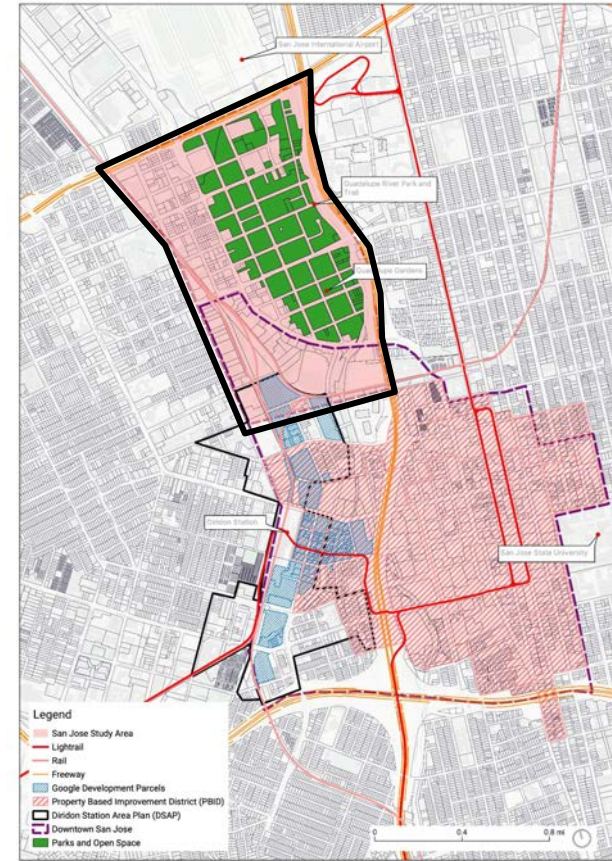 San Jose International Airport
Guadalupe River Park and
Trail
Guadalupe Gardens
Diridon Station
San Jose State University
Legend
San Jose Study Area
Lightrail
Rail
Freeway
Google Development Parcels
Property Based Improvement District (PBID)
Diridon Station Area Plan (DSAP)
Downtown San Jose
Parks and Open Space
0 0.4 0.8 mi